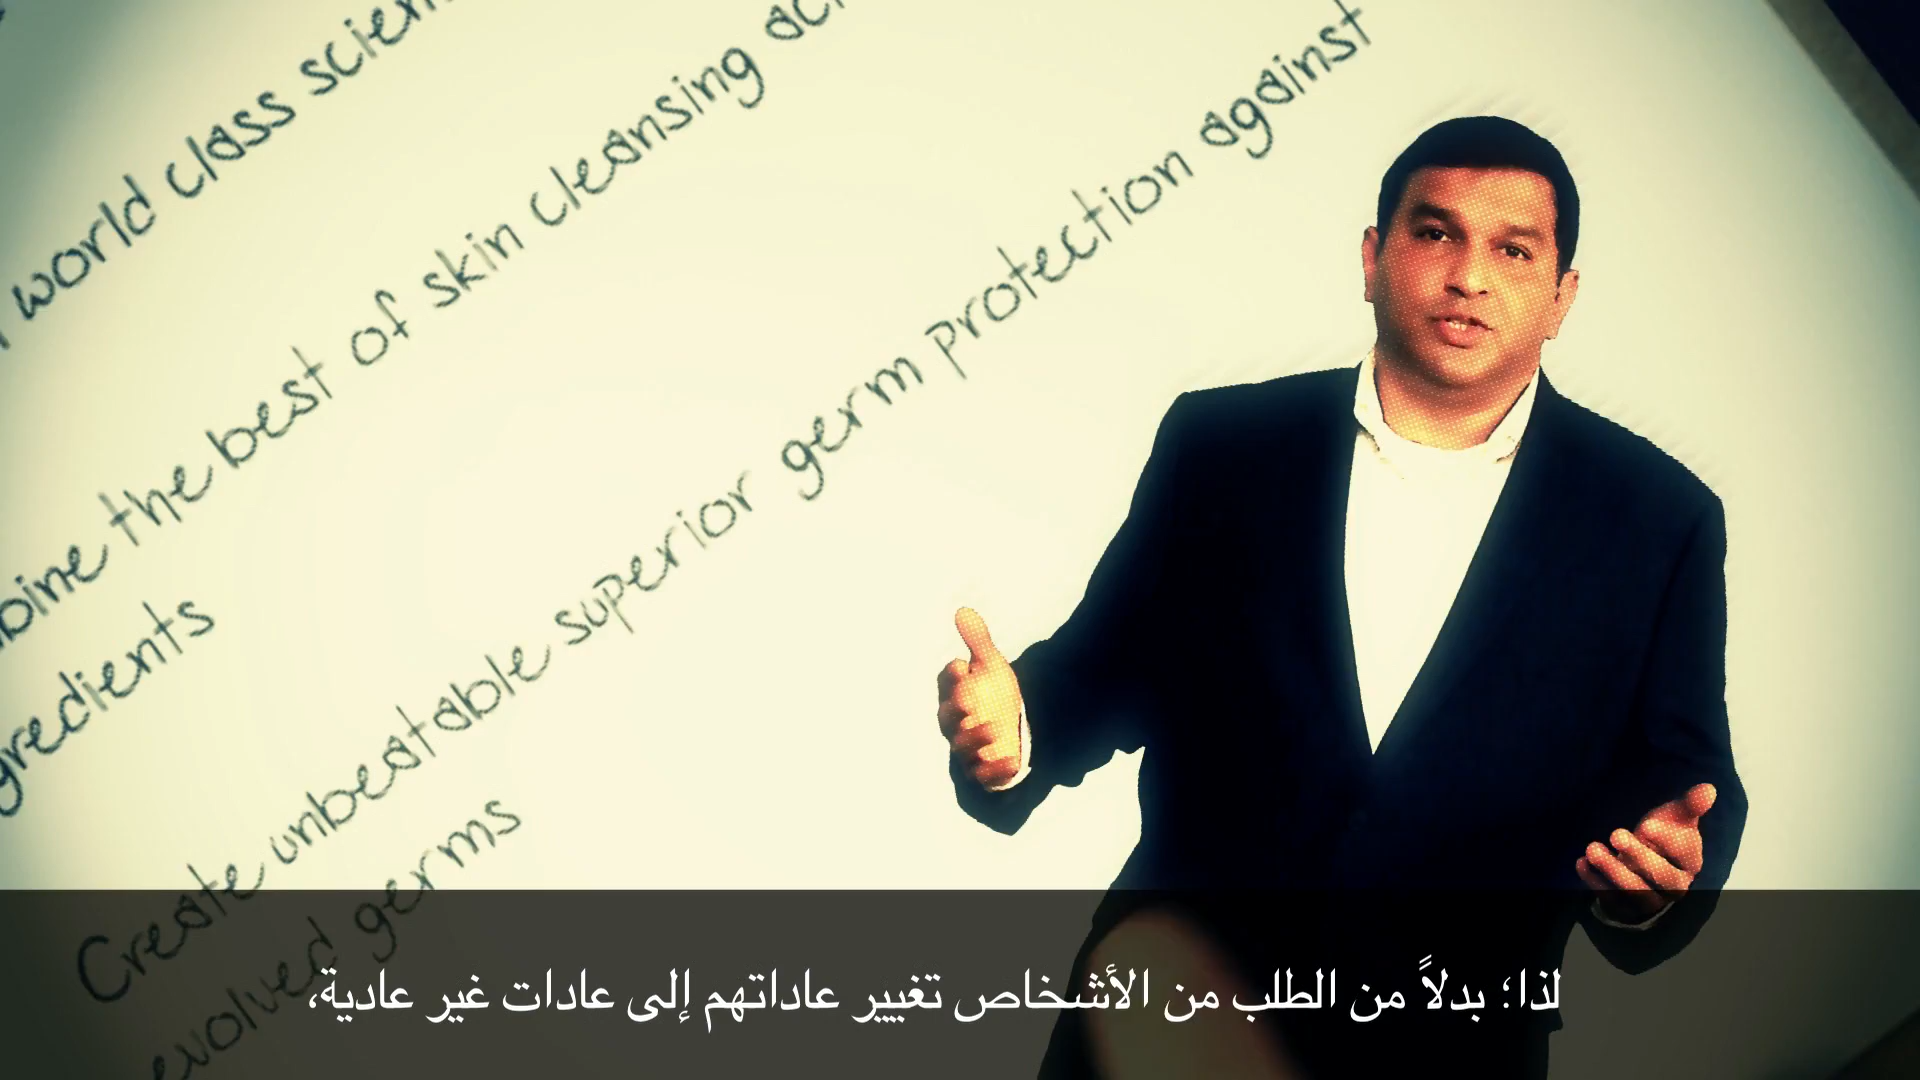 world class scien
bine the best of skin cleansing ac
gredients
Create unbeatable superior germ protection against
evolved germs
لذا؛ بدلاً من الطلب من الأشخاص تغيير عاداتهم إلى عادات غير عادية،